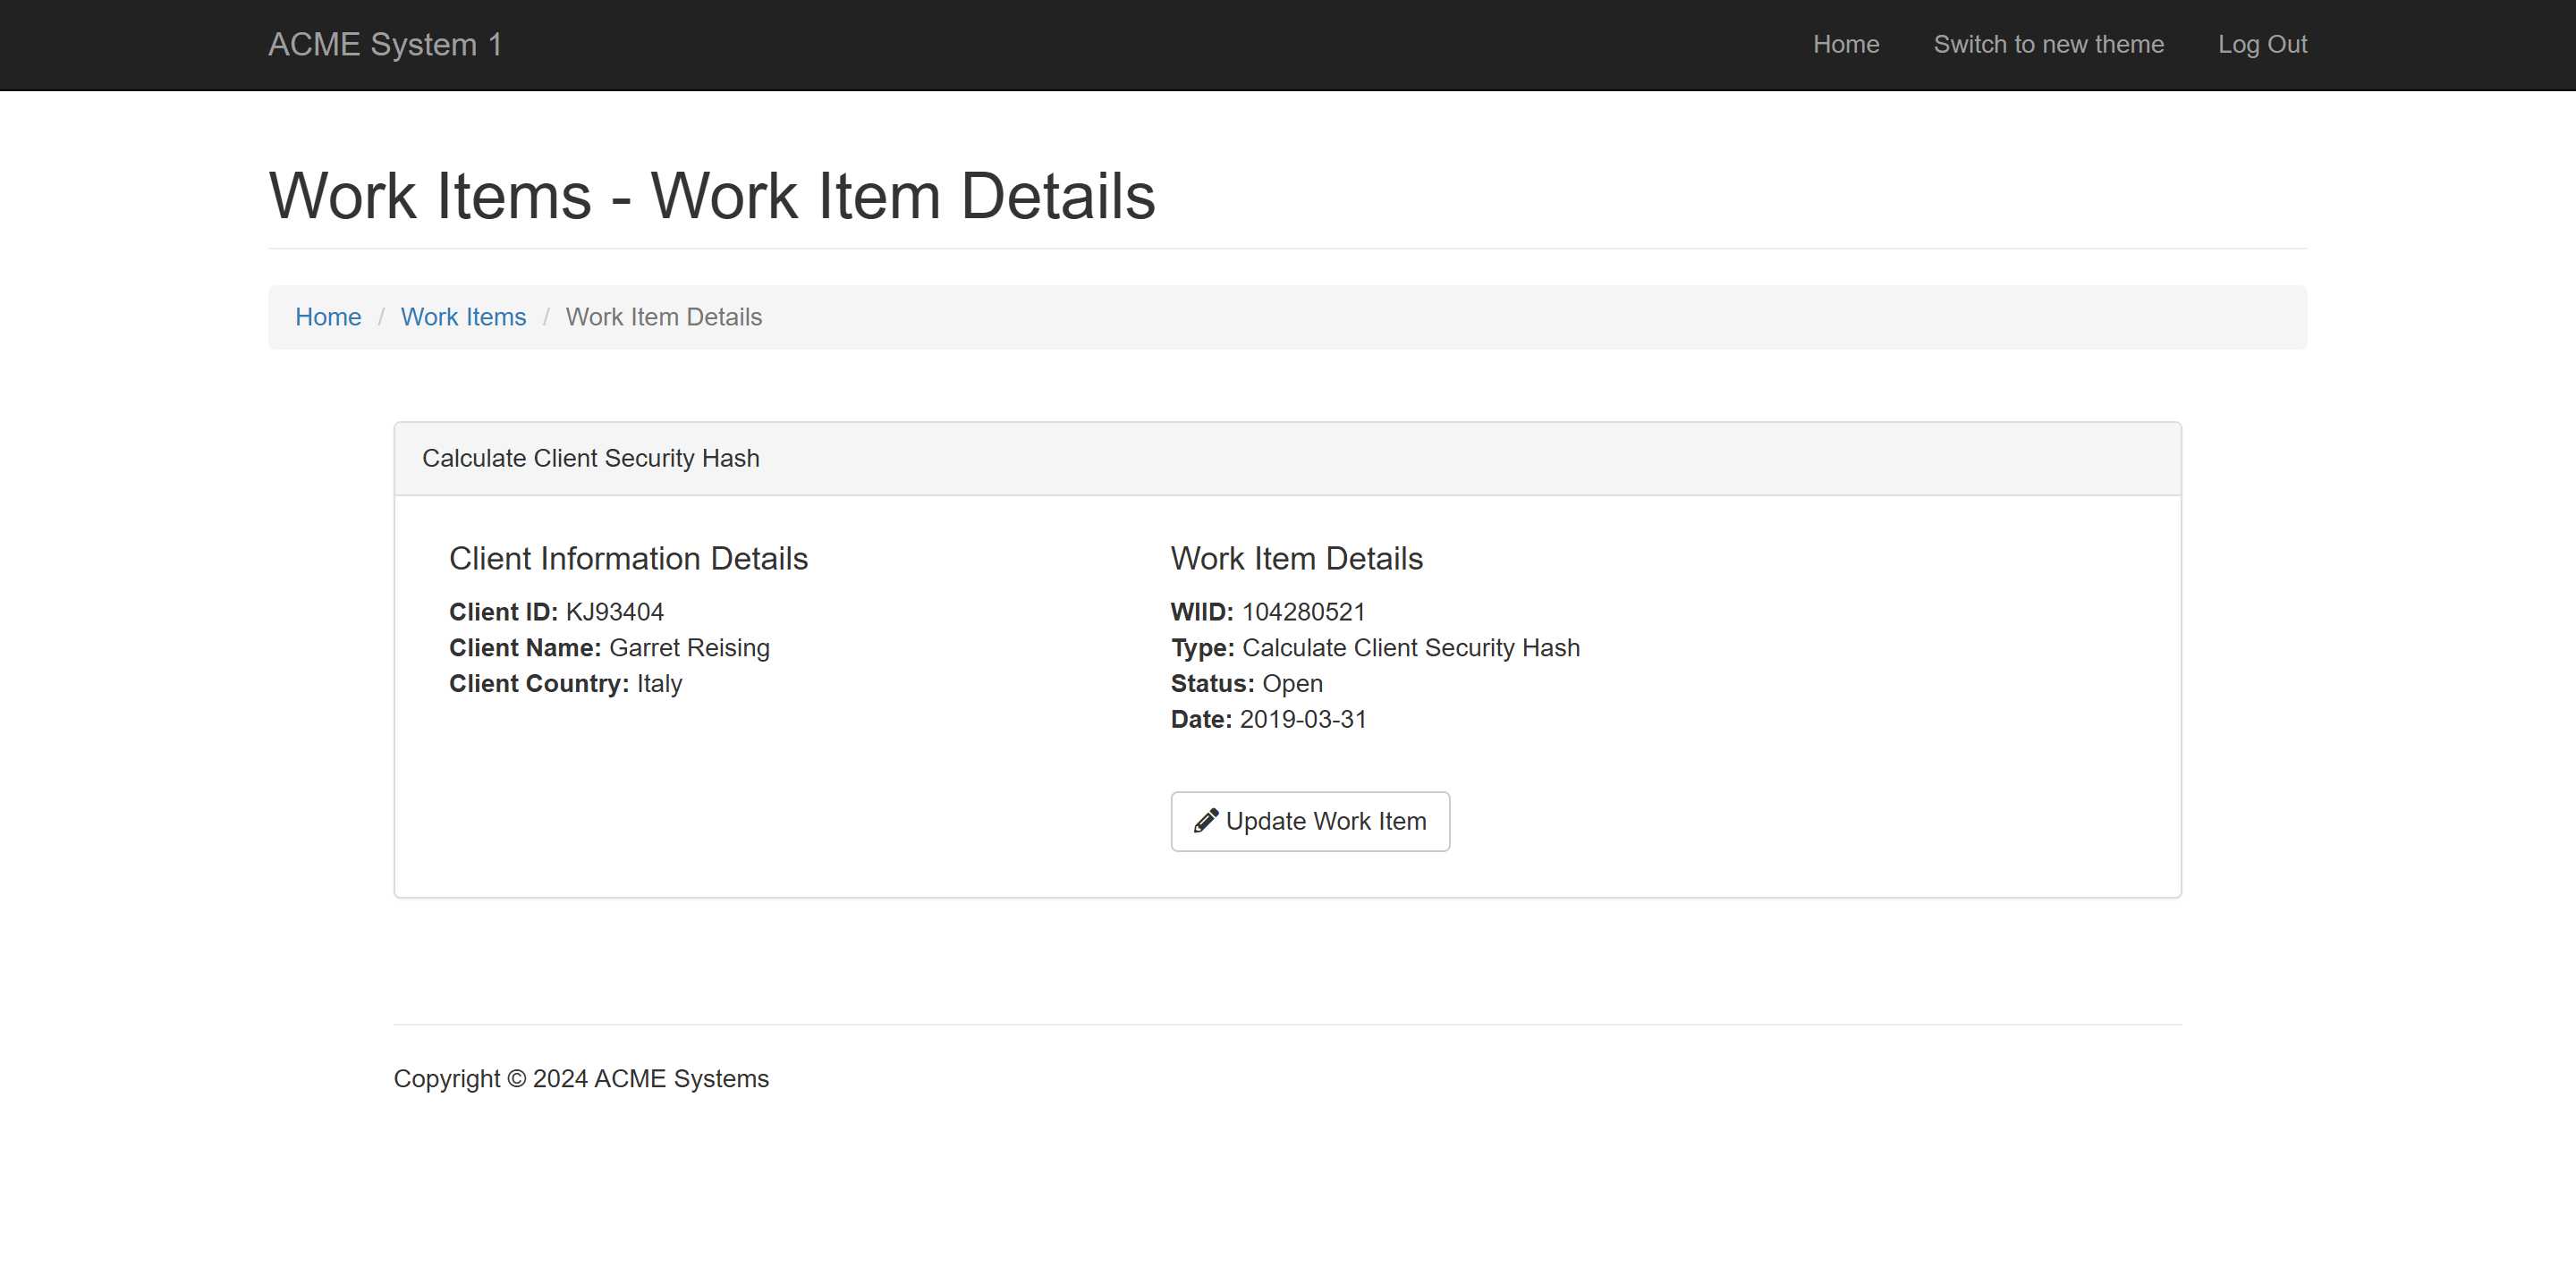 ACME System 1
Home
Switch to new theme
Log Out
Work Items - Work Item Details
Home / Work Items / Work Item Details
Calculate Client Security Hash
Client Information Details
Client ID: KJ93404
Client Name: Garret Reising
Client Country: Italy
Work Item Details
WIID: 104280521
Type: Calculate Client Security Hash
Status: Open
Date: 2019-03-31
Update Work Item
Copyright © 2024 ACME Systems